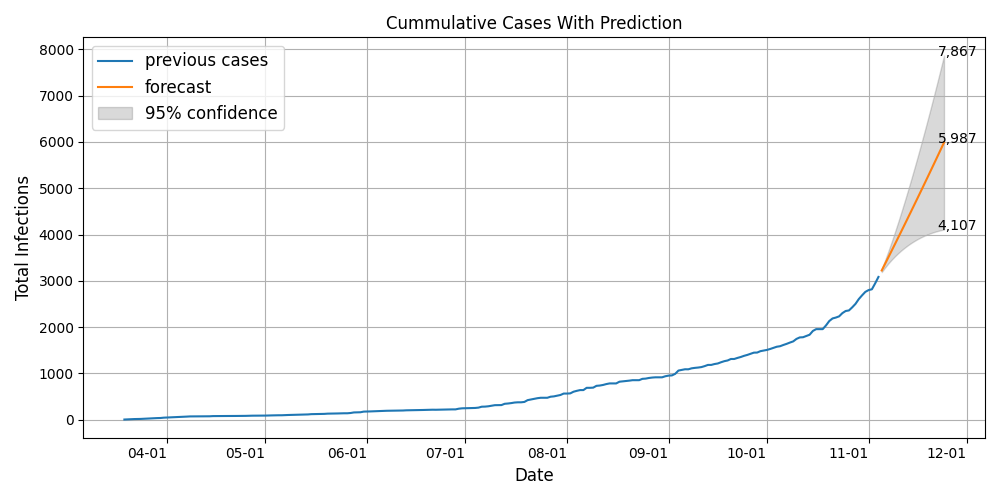 Cummulative Cases With Prediction
previous cases
forecast
95% confidence
8000
7000
6000
5000
4000
3000
2000
1000
0
Total Infections
7,867
5,987
4,107
04-01 05-01 06-01 07-01 08-01 09-01 10-01 11-01 12-01
Date